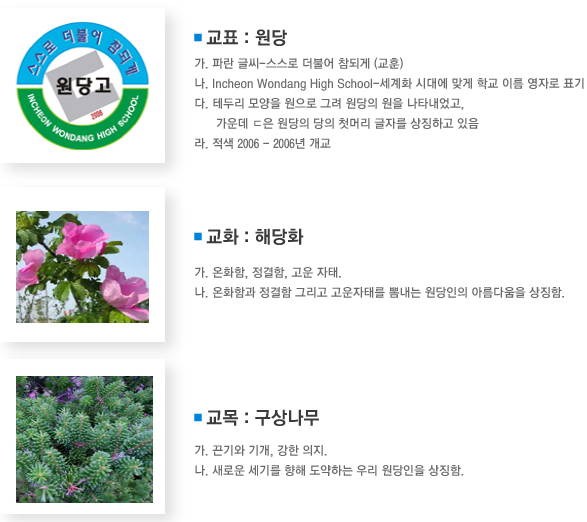 스스로 더불어 참되게
원당고
2006
INCHEON WONDANG HIGH SCHOOL
교표 : 원당
가. 파란 글씨-스스로 더불어 참되게 (교훈)
나. Incheon Wondang High School-세계화 시대에 맞게 학교 이름 영자로 표기
다. 테두리 모양을 원으로 그려 원당의 원을 나타내었고,
가운데 ㄷ은 원당의 당의 첫머리 글자를 상징하고 있음
라. 적색 2006 - 2006년 개교
교화 : 해당화
가. 온화함, 정결함, 고운 자태.
나. 온화함과 정결함 그리고 고운자태를 뽐내는 원당인의 아름다움을 상징함.
교목 : 구상나무
가. 끈기와 기개, 강한 의지.
나. 새로운 세기를 향해 도약하는 우리 원당인을 상징함.